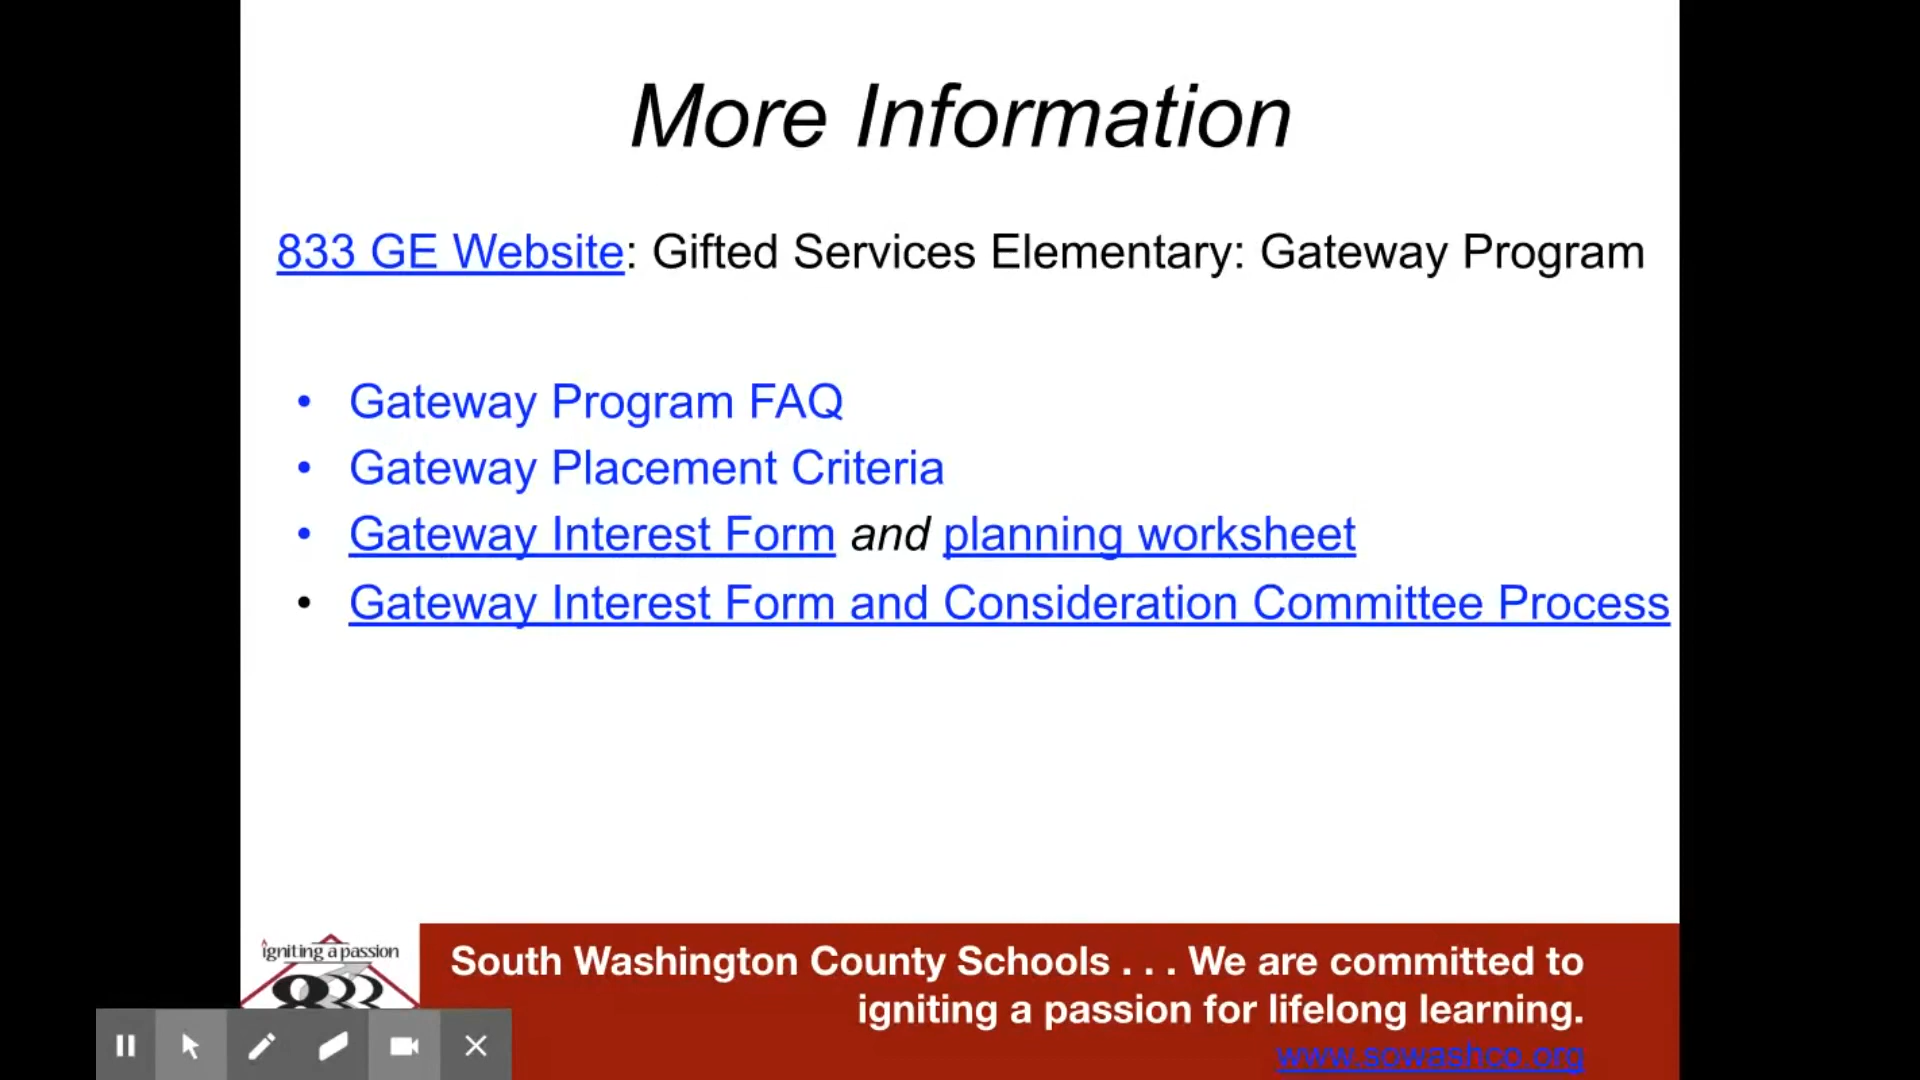 More Information
833 GE Website: Gifted Services Elementary: Gateway Program
• Gateway Program FAQ
• Gateway Placement Criteria
• Gateway Interest Form and planning worksheet
• Gateway Interest Form and Consideration Committee Process
igniting a passion
833
South Washington County Schools . . . We are committed to
igniting a passion for lifelong learning.
www.sowashco.org